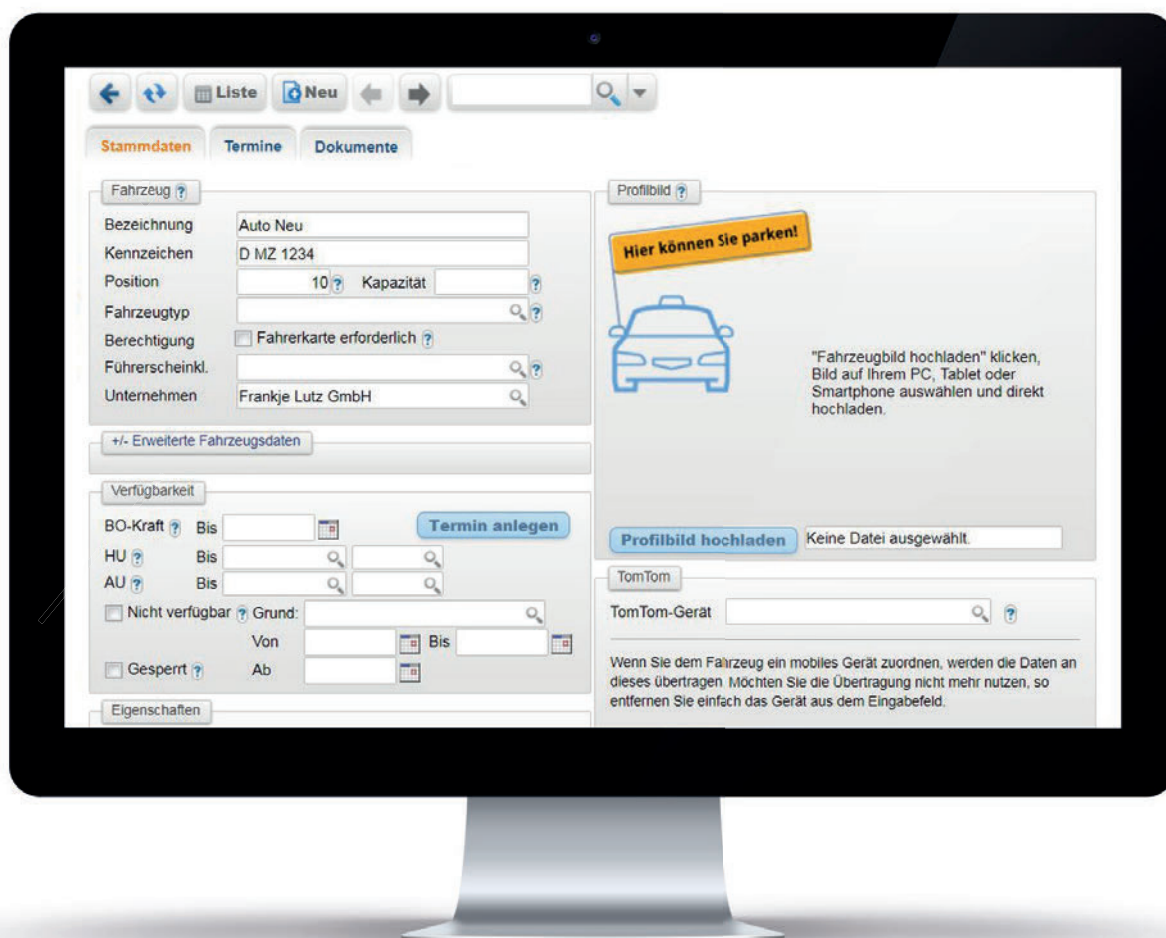 Liste Neu
Stammdaten Termine Dokumente
Fahrzeug ?
Bezeichnung Auto Neu
Kennzeichen D MZ 1234
Position 10 ? Kapazität ?
Fahrzeugtyp ?
Berechtigung Fahrerkarte erforderlich ?
Führerscheinkl. ?
Unternehmen Frankje Lutz GmbH
+/- Erweiterte Fahrzeugsdaten
Verfügbarkeit
BO-Kraft ? Bis Termin anlegen
HU ? Bis
AU ? Bis
Nicht verfügbar ? Grund:
Von Bis
Gesperrt ? Ab
Eigenschaften
Profilbild ?
Hier können Sie parken!
"Fahrzeugbild hochladen" klicken,
Bild auf Ihrem PC, Tablet oder
Smartphone auswählen und direkt
hochladen.
Profilbild hochladen Keine Datei ausgewählt.
TomTom
TomTom-Gerät ?
Wenn Sie dem Fahrzeug ein mobiles Gerät zuordnen, werden die Daten an
dieses übertragen. Möchten Sie die Übertragung nicht mehr nutzen, so
entfernen Sie einfach das Gerät aus dem Eingabefeld.